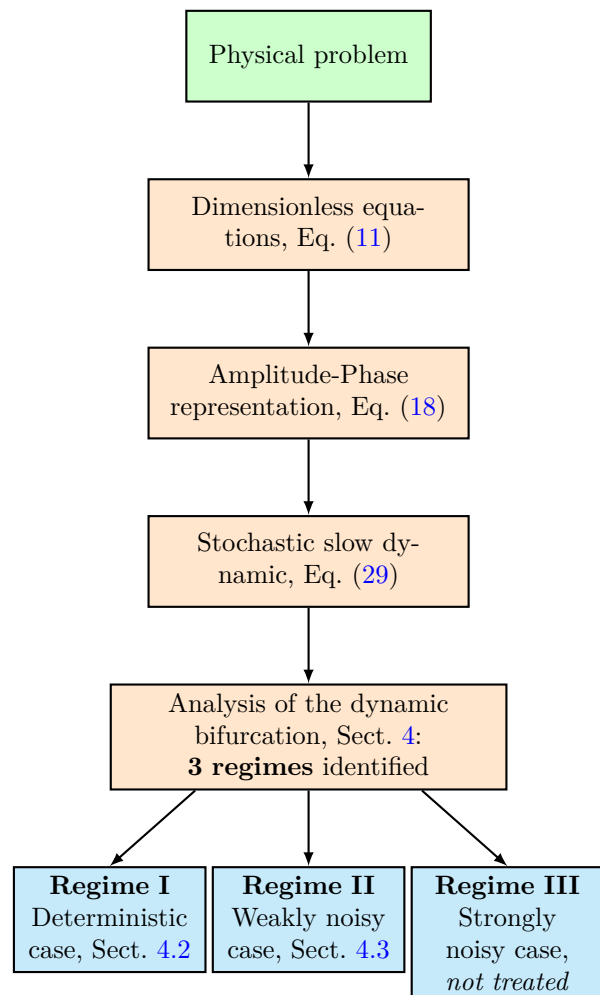 Physical problem
Dimensionless equa-
tions, Eq. (11)
Amplitude-Phase
representation, Eq. (18)
Stochastic slow dy-
namic, Eq. (29)
Analysis of the dynamic
bifurcation, Sect. 4:
3 regimes identified
Regime I
Deterministic
case, Sect. 4.2
Regime II
Weakly noisy
case, Sect. 4.3
Regime III
Strongly
noisy case,
not treated